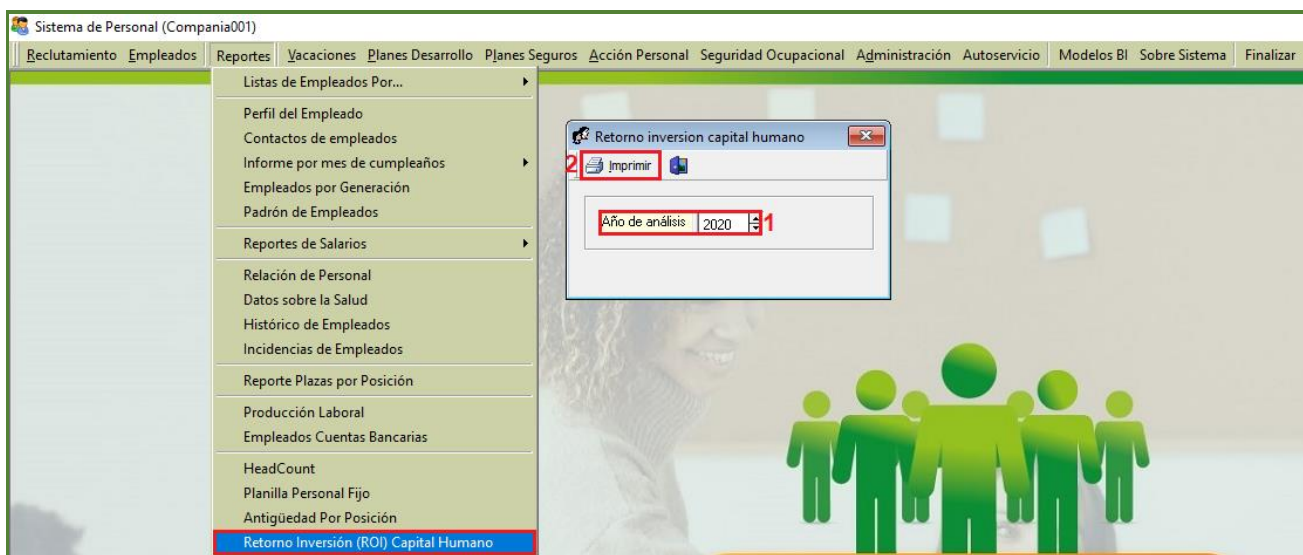 Sistema de Personal (Compania001)
Reclutamiento Empleados Reportes Vacaciones Planes Desarrollo Planes Seguros Acción Personal Seguridad Ocupacional Administración Autoservicio Modelos BI Sobre Sistema Finalizar
Listas de Empleados Por...
Perfil del Empleado
Contactos de empleados
Informe por mes de cumpleaños
Empleados por Generación
Padrón de Empleados
Reportes de Salarios
Relación de Personal
Datos sobre la Salud
Histórico de Empleados
Incidencias de Empleados
Reporte Plazas por Posición
Producción Laboral
Empleados Cuentas Bancarias
HeadCount
Planilla Personal Fijo
Antigüedad Por Posición
Retorno Inversión (ROI) Capital Humano
Retorno inversion capital humano
2 Imprimir
Año de análisis 2020 1